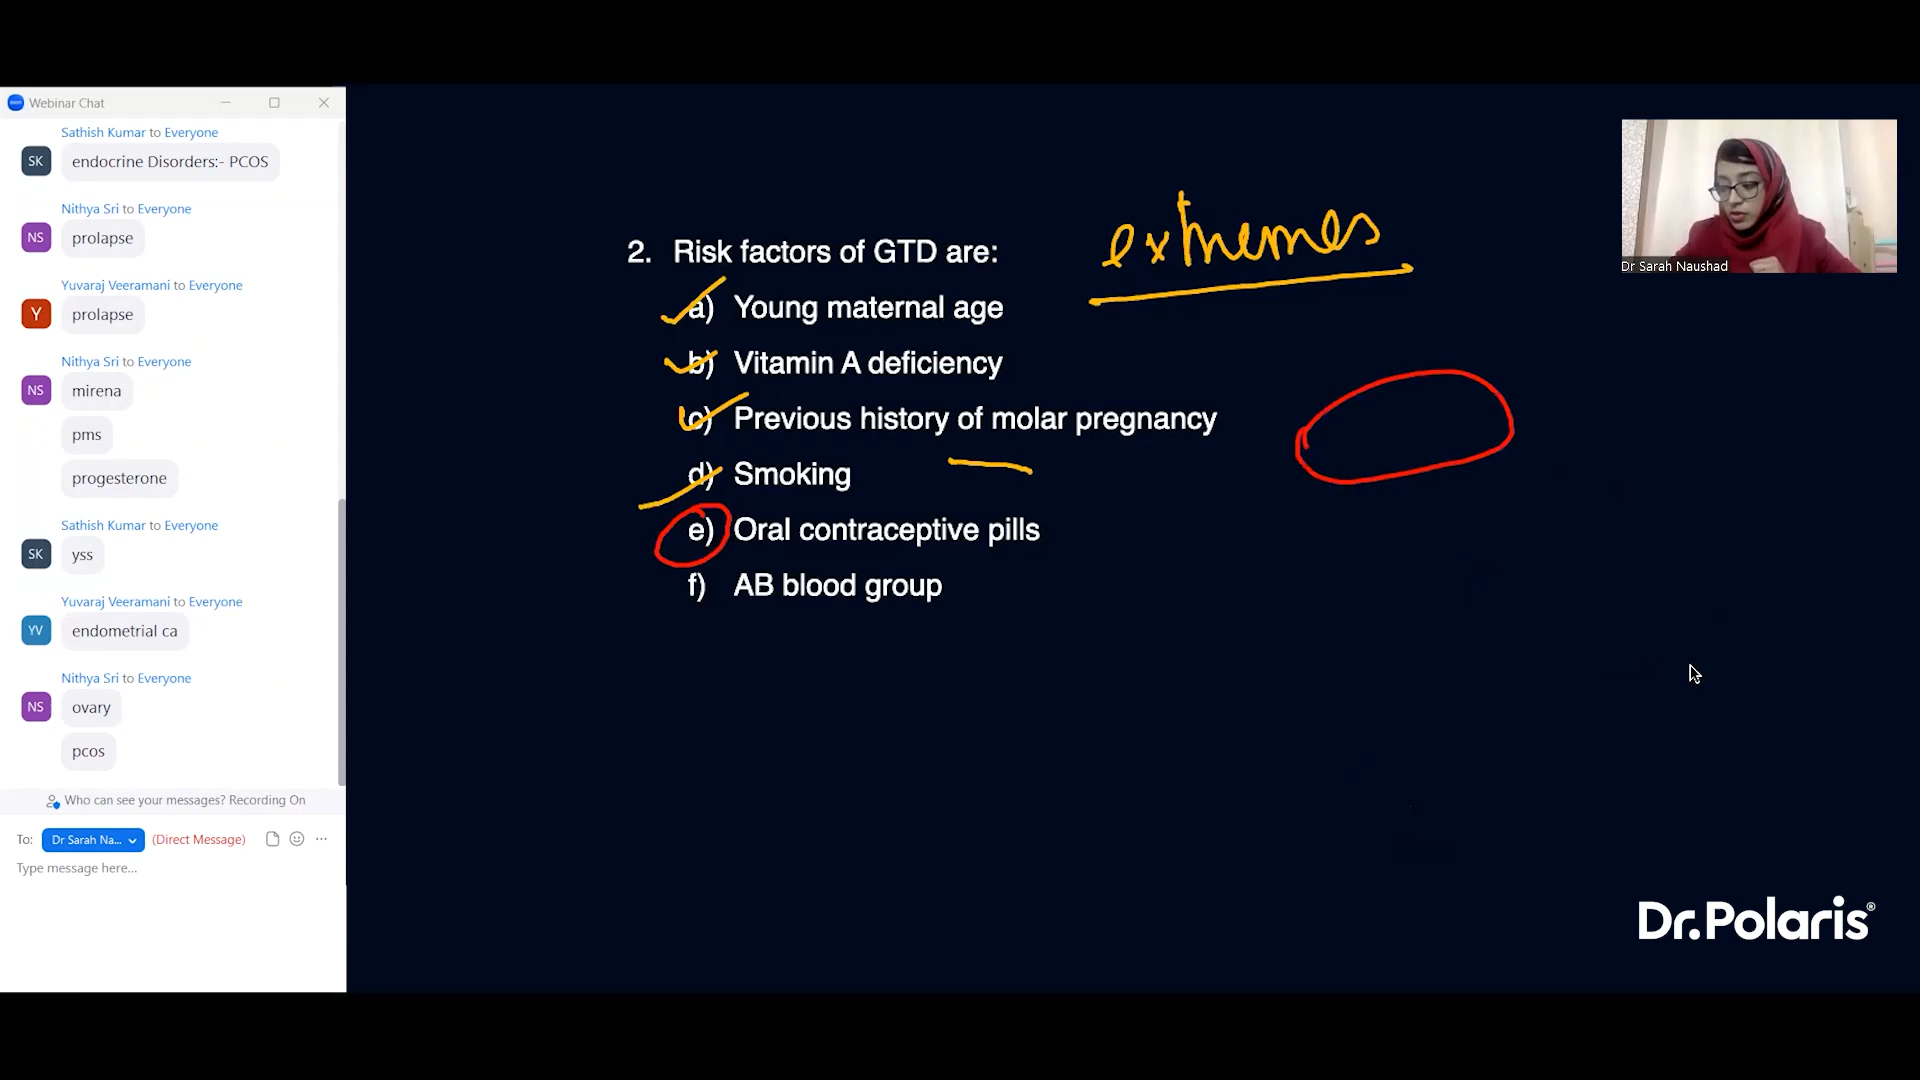 Webinar Chat
Sathish Kumar to Everyone
SK
endocrine Disorders:- PCOS
Nithya Sri to Everyone
NS
prolapse
Yuvaraj Veeramani to Everyone
Y
prolapse
Nithya Sri to Everyone
NS
mirena
pms
progesterone
Sathish Kumar to Everyone
SK
yss
Yuvaraj Veeramani to Everyone
YV
endometrial ca
Nithya Sri to Everyone
NS
ovary
pcos
Who can see your messages? Recording On
To: Dr Sarah Na... (Direct Message)
Type message here...
2. Risk factors of GTD are:
extremes
a) Young maternal age
b) Vitamin A deficiency
c) Previous history of molar pregnancy
d) Smoking
e) Oral contraceptive pills
f) AB blood group
Dr Sarah Naushad
Dr.Polaris®